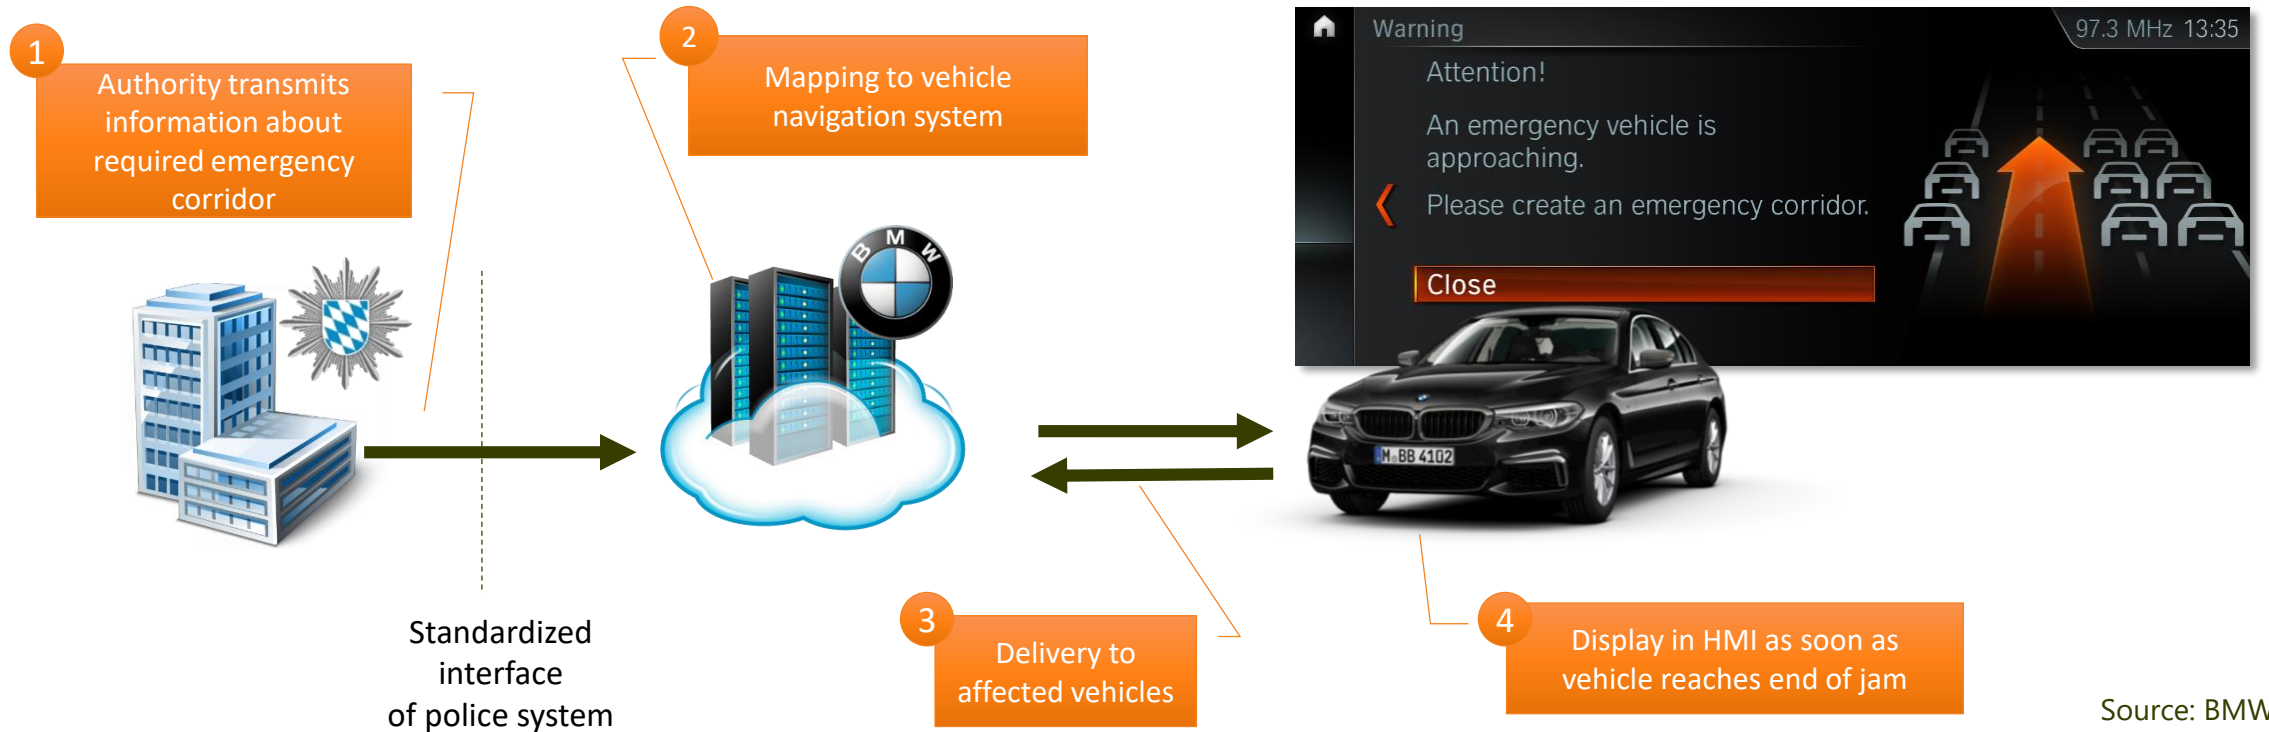 1
Authority transmits
information about
required emergency
corridor
2
Mapping to vehicle
navigation system
Warning
97.3 MHz 13:35
Attention!
An emergency vehicle is
approaching.
Please create an emergency corridor.
Close
BMW
M BB 4102
Standardized
interface
of police system
3
Delivery to
affected vehicles
4
Display in HMI as soon as
vehicle reaches end of jam
Source: BMW